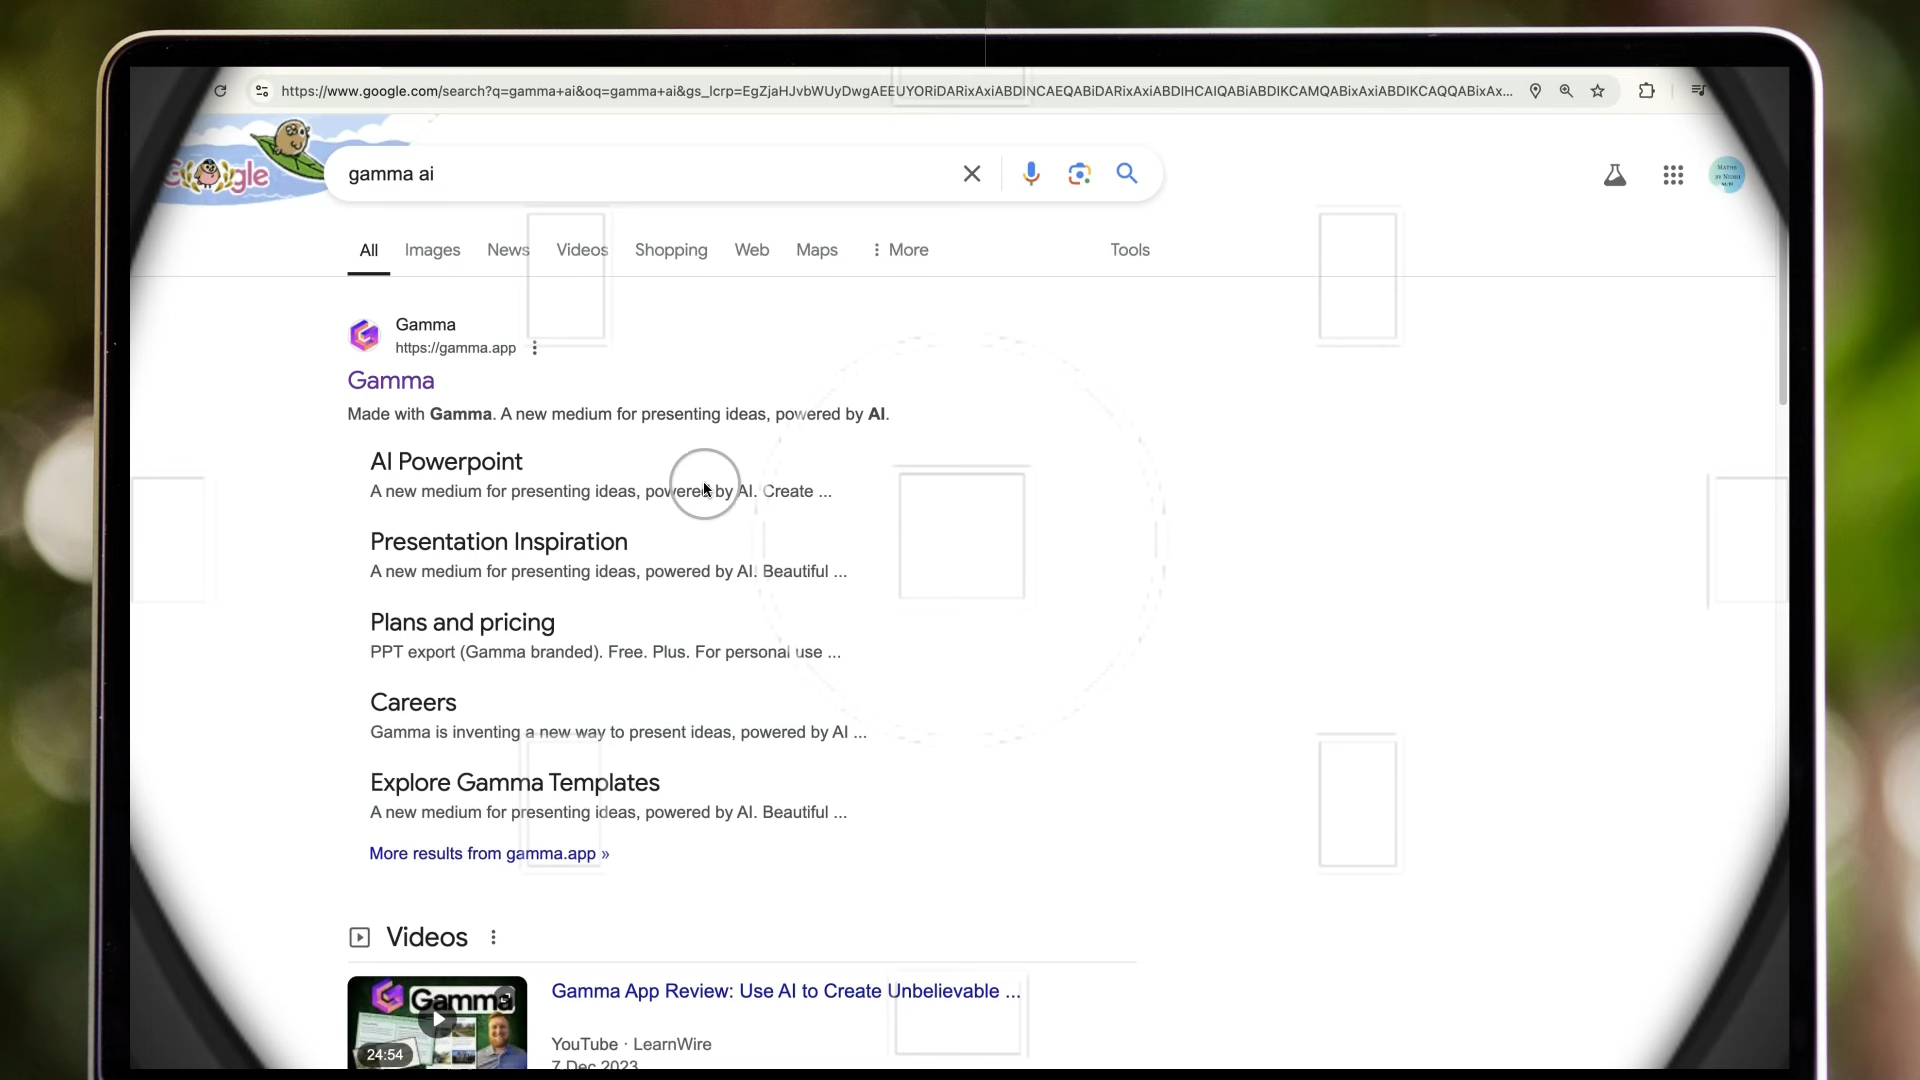 https://www.google.com/search?q=gamma+ai&oq=gamma+ai&gs_lcrp=EgZjaHJvbWUyDwgAEEUYORiDARixAxiABDINCAEQABiDARixAxiABDIHCAIQABiABDIKCAMQABixAxiABDIKCAQQABixAx...
Google
gamma ai
All Images News Videos Shopping Web Maps More Tools
Gamma
https://gamma.app
Gamma
Made with Gamma. A new medium for presenting ideas, powered by AI.
AI Powerpoint
A new medium for presenting ideas, powered by AI. Create ...
Presentation Inspiration
A new medium for presenting ideas, powered by AI. Beautiful ...
Plans and pricing
PPT export (Gamma branded). Free. Plus. For personal use ...
Careers
Gamma is inventing a new way to present ideas, powered by AI ...
Explore Gamma Templates
A new medium for presenting ideas, powered by AI. Beautiful ...
More results from gamma.app »
Videos
Gamma
24:54
Gamma App Review: Use AI to Create Unbelievable ...
YouTube · LearnWire
7 Dec 2023